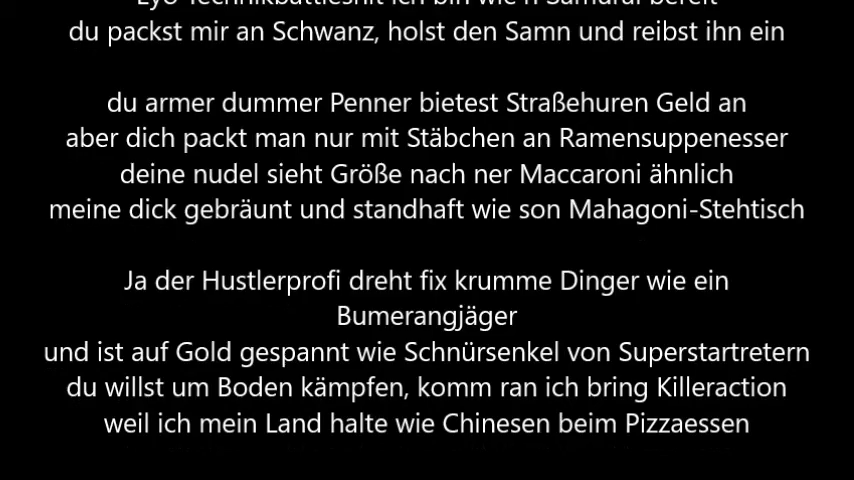 Eyo Technikbattleshit ich bin wie n Samurai bereit
du packst mir an Schwanz, holst den Samn und reibst ihn ein
du armer dummer Penner bietest Straßehuren Geld an
aber dich packt man nur mit Stäbchen an Ramensuppenesser
deine nudel sieht Größe nach ner Maccaroni ähnlich
meine dick gebräunt und standhaft wie son Mahagoni-Stehtisch
Ja der Hustlerprofi dreht fix krumme Dinger wie ein
Bumerangjäger
und ist auf Gold gespannt wie Schnürsenkel von Superstartretern
du willst um Boden kämpfen, komm ran ich bring Killeraction
weil ich mein Land halte wie Chinesen beim Pizzaessen